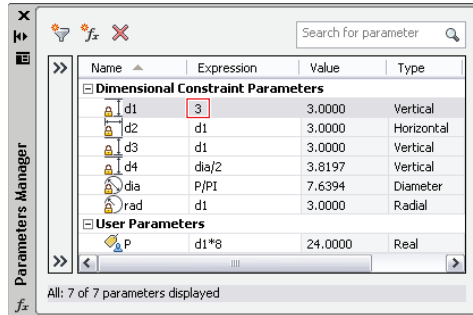 Search for parameter
Name Expression Value Type
Dimensional Constraint Parameters
d1 3 3.0000 Vertical
d2 d1 3.0000 Horizontal
d3 d1 3.0000 Vertical
d4 dia/2 3.8197 Vertical
dia P/PI 7.6394 Diameter
rad d1 3.0000 Radial
User Parameters
P d1*8 24.0000 Real
All: 7 of 7 parameters displayed
Parameters Manager
fx